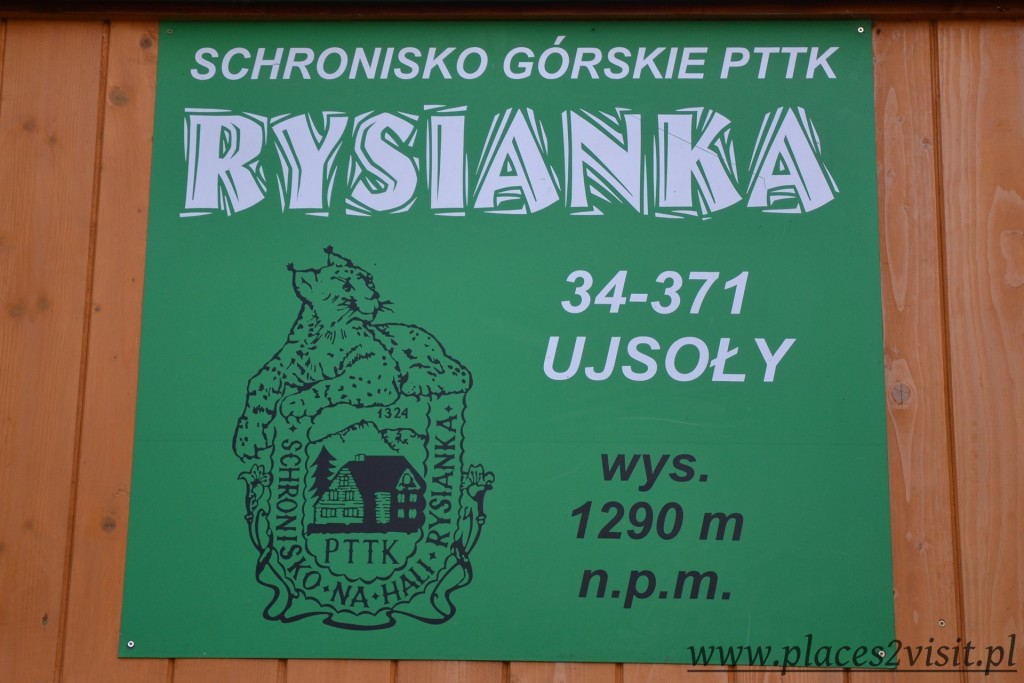 SCHRONISKO GÓRSKIE PTTK
RYSIANKA
34-371
UJSOŁY
wys.
1290 m
n.p.m.
1324
PTTK
SCHRONISKO · NA · HALI · RYSIANKA
www.places2visit.pl